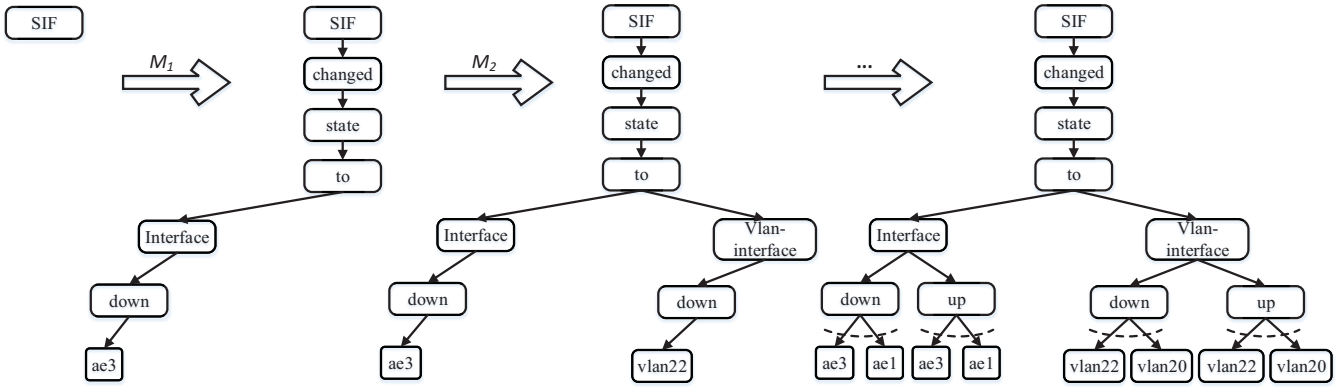 SIF
M₁
SIF
changed
state
to
Interface
down
ae3
M₂
SIF
changed
state
to
Interface
Vlan-
interface
down
down
ae3
vlan22
...
SIF
changed
state
to
Interface
Vlan-
interface
down
up
down
up
ae3
ae1
ae3
ae1
vlan22
vlan20
vlan22
vlan20